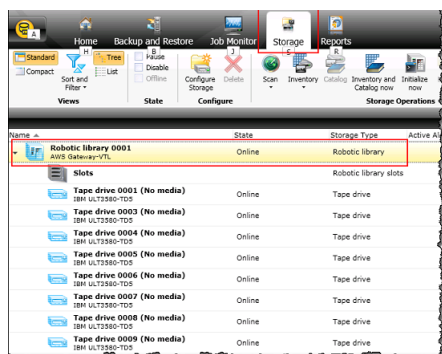 A
Home Backup and Restore Job Monitor Storage Reports
H B J S R
Standard Tree Pause
Compact List Disable
Sort and Filter Offline
Configure Storage Delete
Scan Inventory Catalog Inventory and Catalog now Initialize now
Views State Configure Storage Operations
Name State Storage Type Active Al
Robotic library 0001 Online Robotic library
AWS Gateway-VTL
Slots Robotic library slots
Tape drive 0001 (No media) Online Tape drive
IBM ULT3580-TD5
Tape drive 0003 (No media) Online Tape drive
IBM ULT3580-TD5
Tape drive 0004 (No media) Online Tape drive
IBM ULT3580-TD5
Tape drive 0005 (No media) Online Tape drive
IBM ULT3580-TD5
Tape drive 0006 (No media) Online Tape drive
IBM ULT3580-TD5
Tape drive 0007 (No media) Online Tape drive
IBM ULT3580-TD5
Tape drive 0008 (No media) Online Tape drive
IBM ULT3580-TD5
Tape drive 0009 (No media) Online Tape drive
IBM ULT3580-TD5